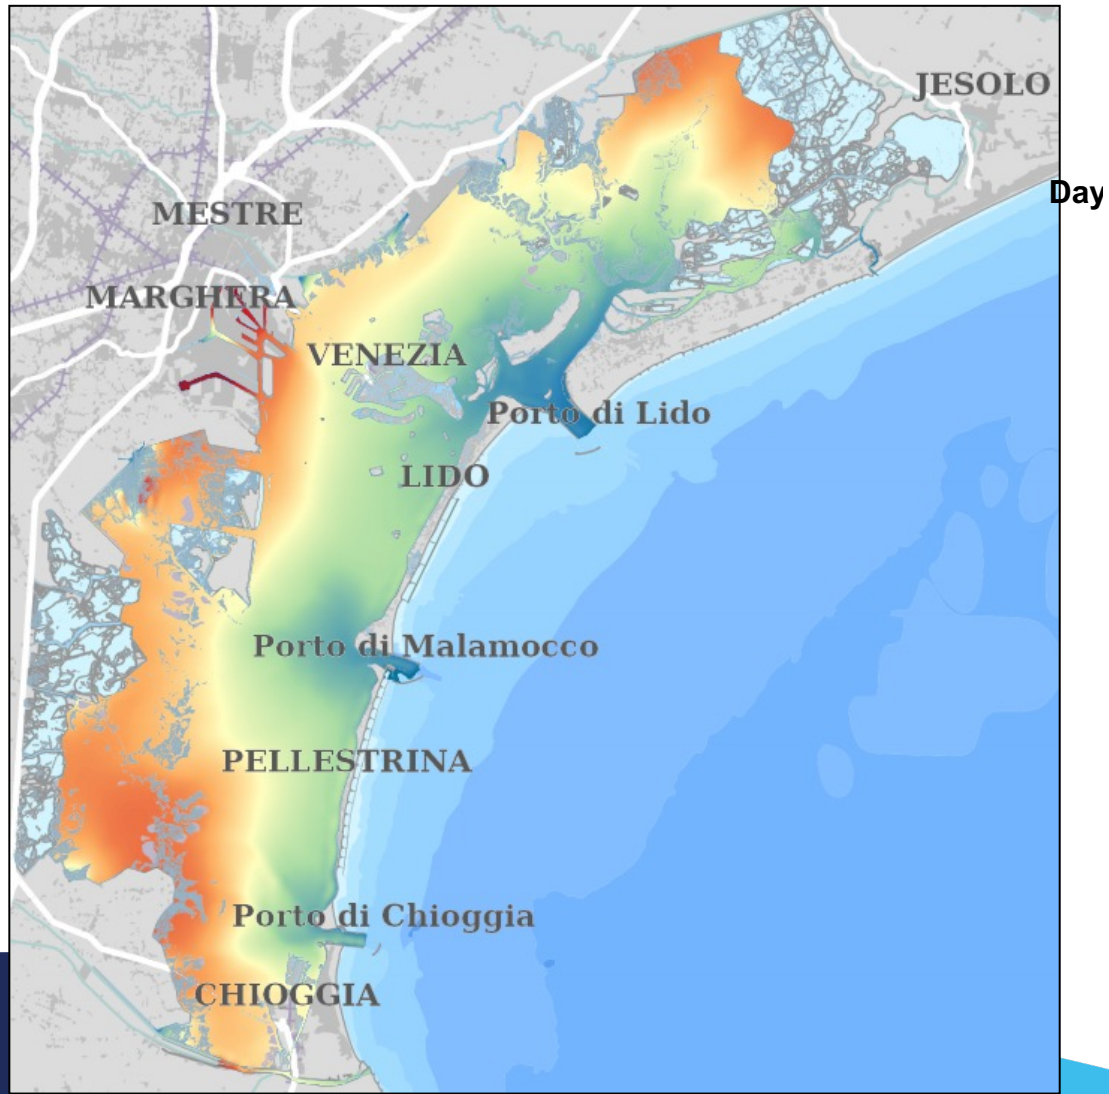 JESOLO
Day
MESTRE
MARGHERA
VENEZIA
Porto di Lido
LIDO
Porto di Malamocco
PELLESTRINA
Porto di Chioggia
CHIOGGIA